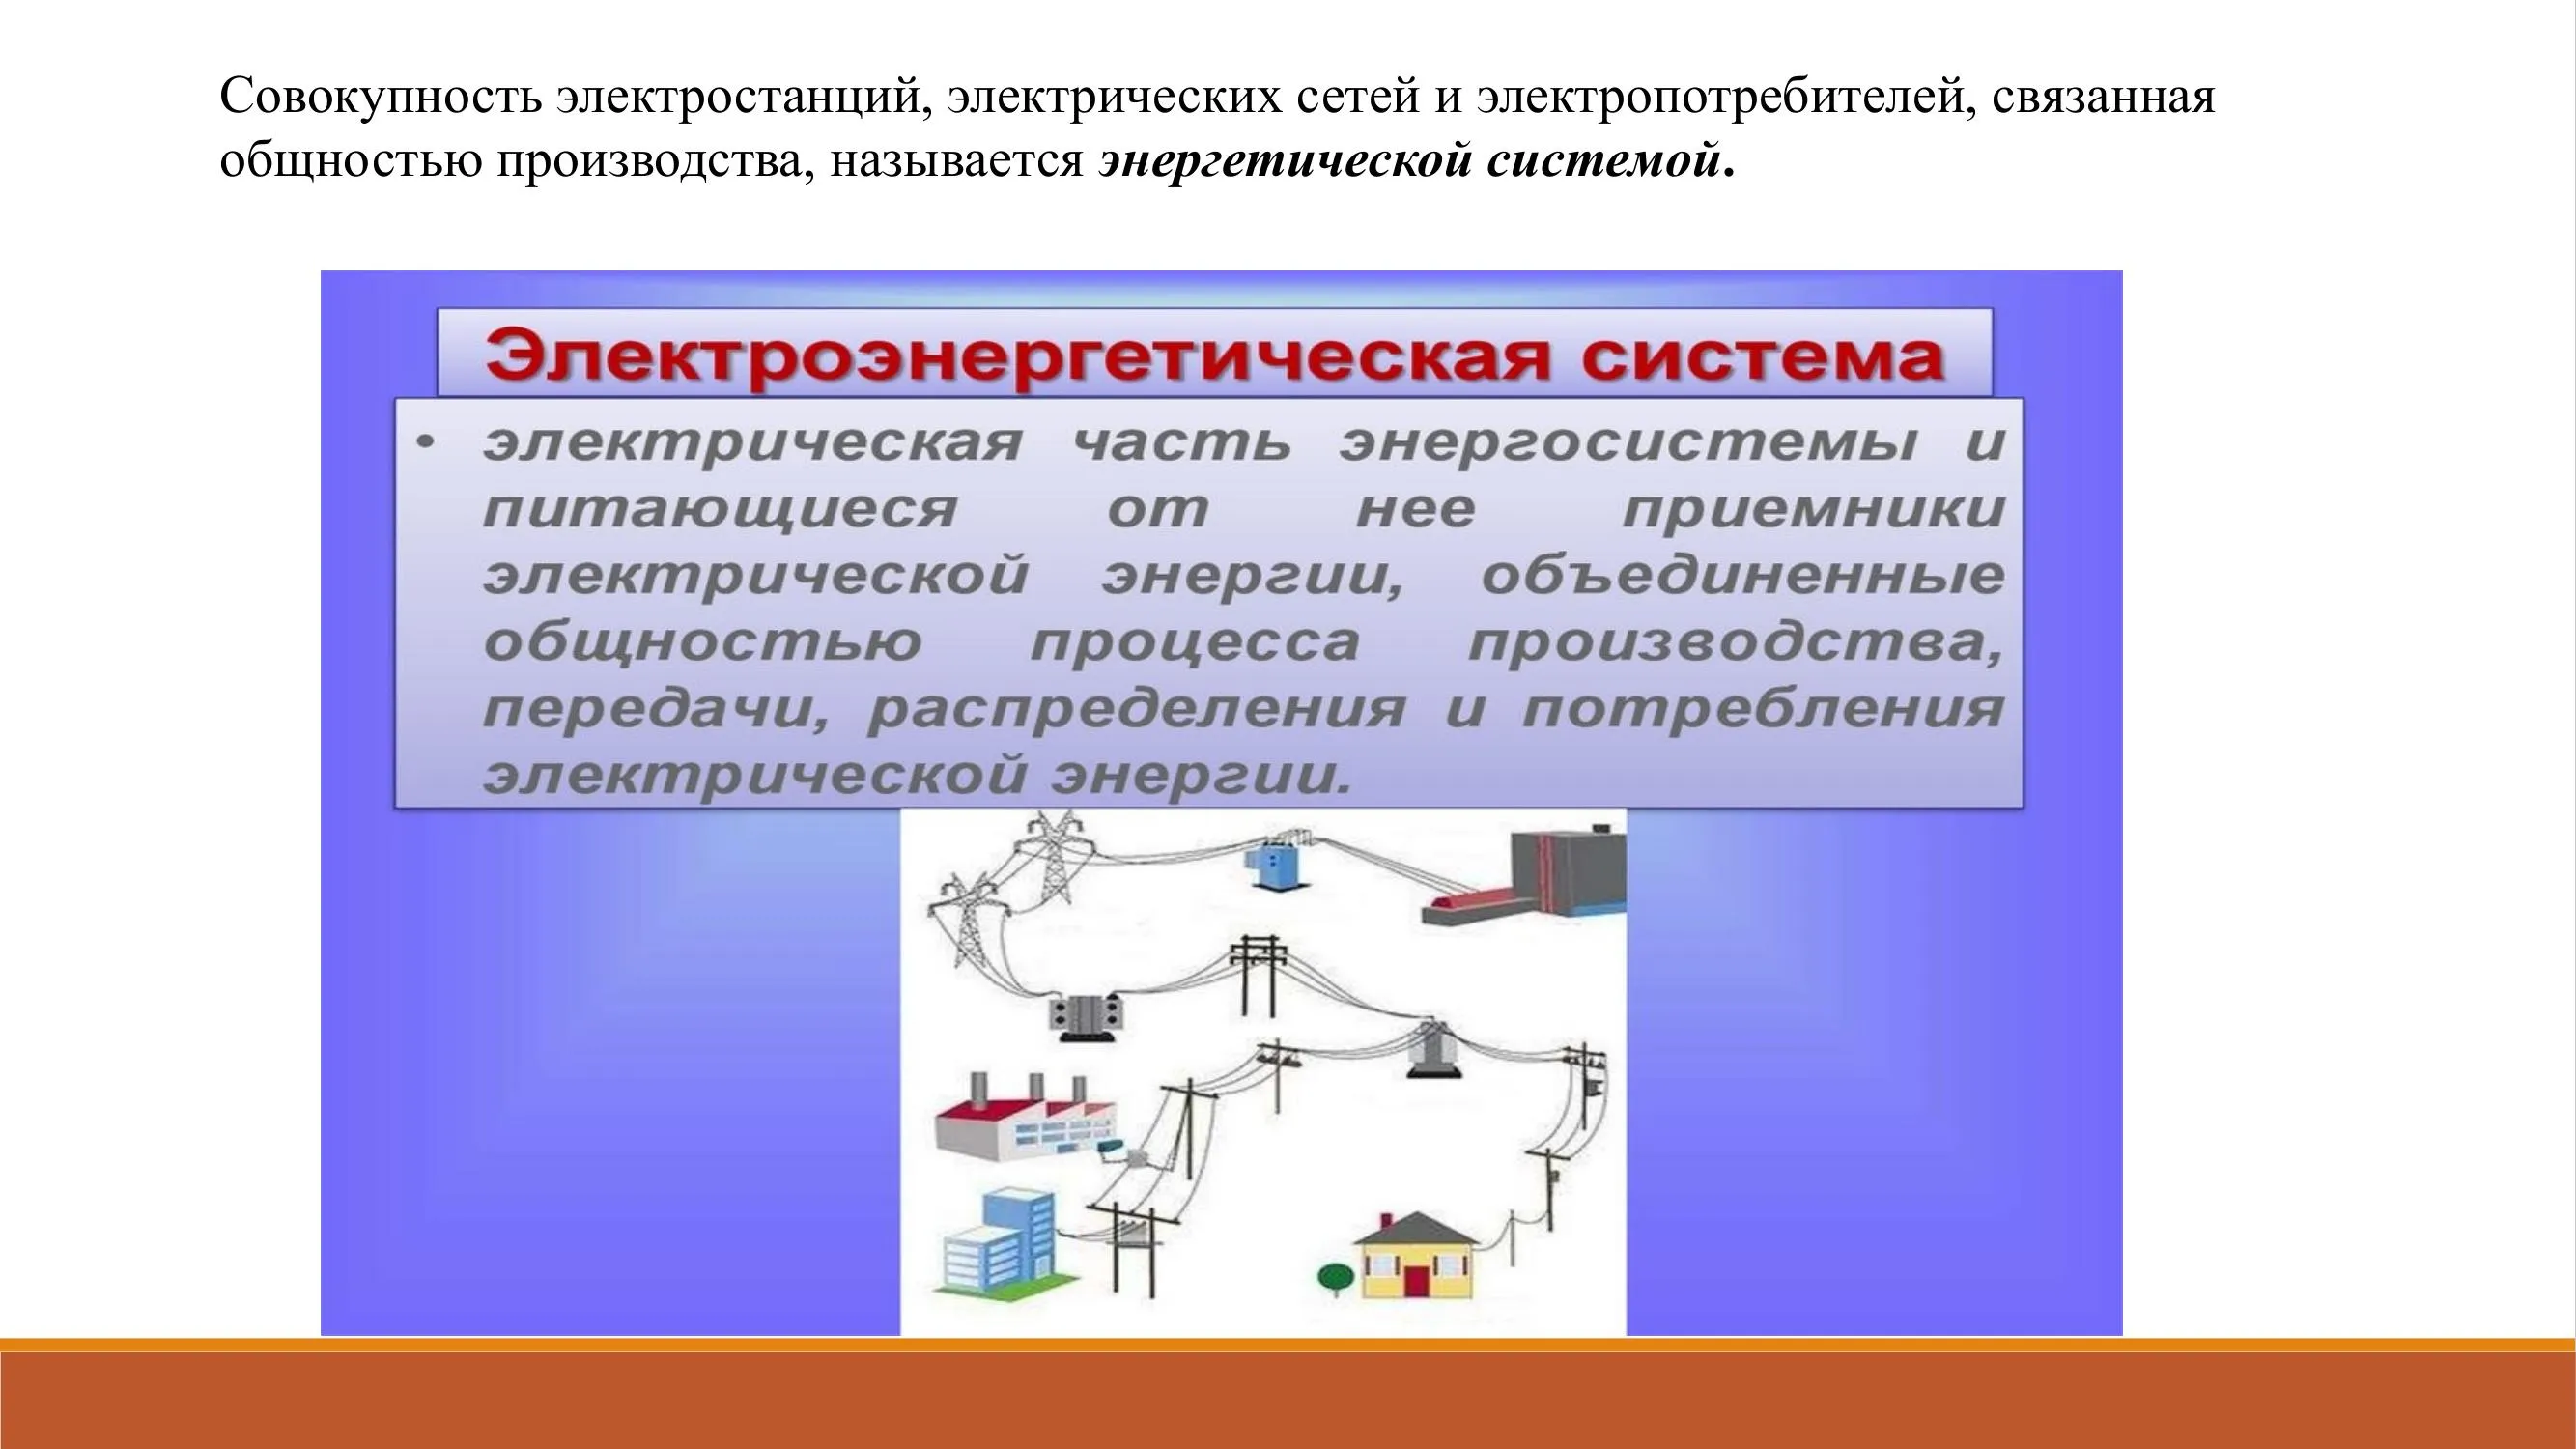 Совокупность электростанций, электрических сетей и электропотребителей, связанная
общностью производства, называется энергетической системой.
Электроэнергетическая система
• электрическая часть энергосистемы и
питающиеся от нее приемники
электрической энергии, объединенные
общностью процесса производства,
передачи, распределения и потребления
электрической энергии.